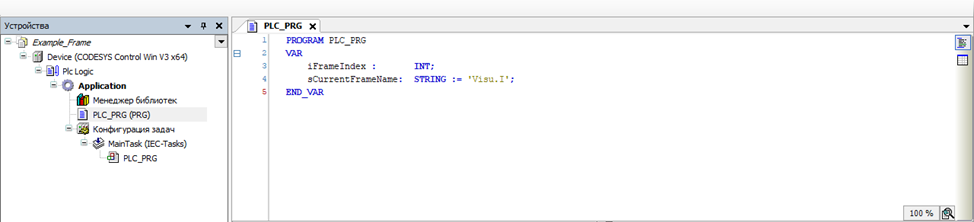 Устройства
Example_Frame
Device (CODESYS Control Win V3 x64)
Plc Logic
Application
Менеджер библиотек
PLC_PRG (PRG)
Конфигурация задач
MainTask (IEC-Tasks)
PLC_PRG
PLC_PRG
1 PROGRAM PLC_PRG
2 VAR
3 iFrameIndex : INT;
4 sCurrentFrameName: STRING := 'Visu.I';
5 END_VAR
100 %